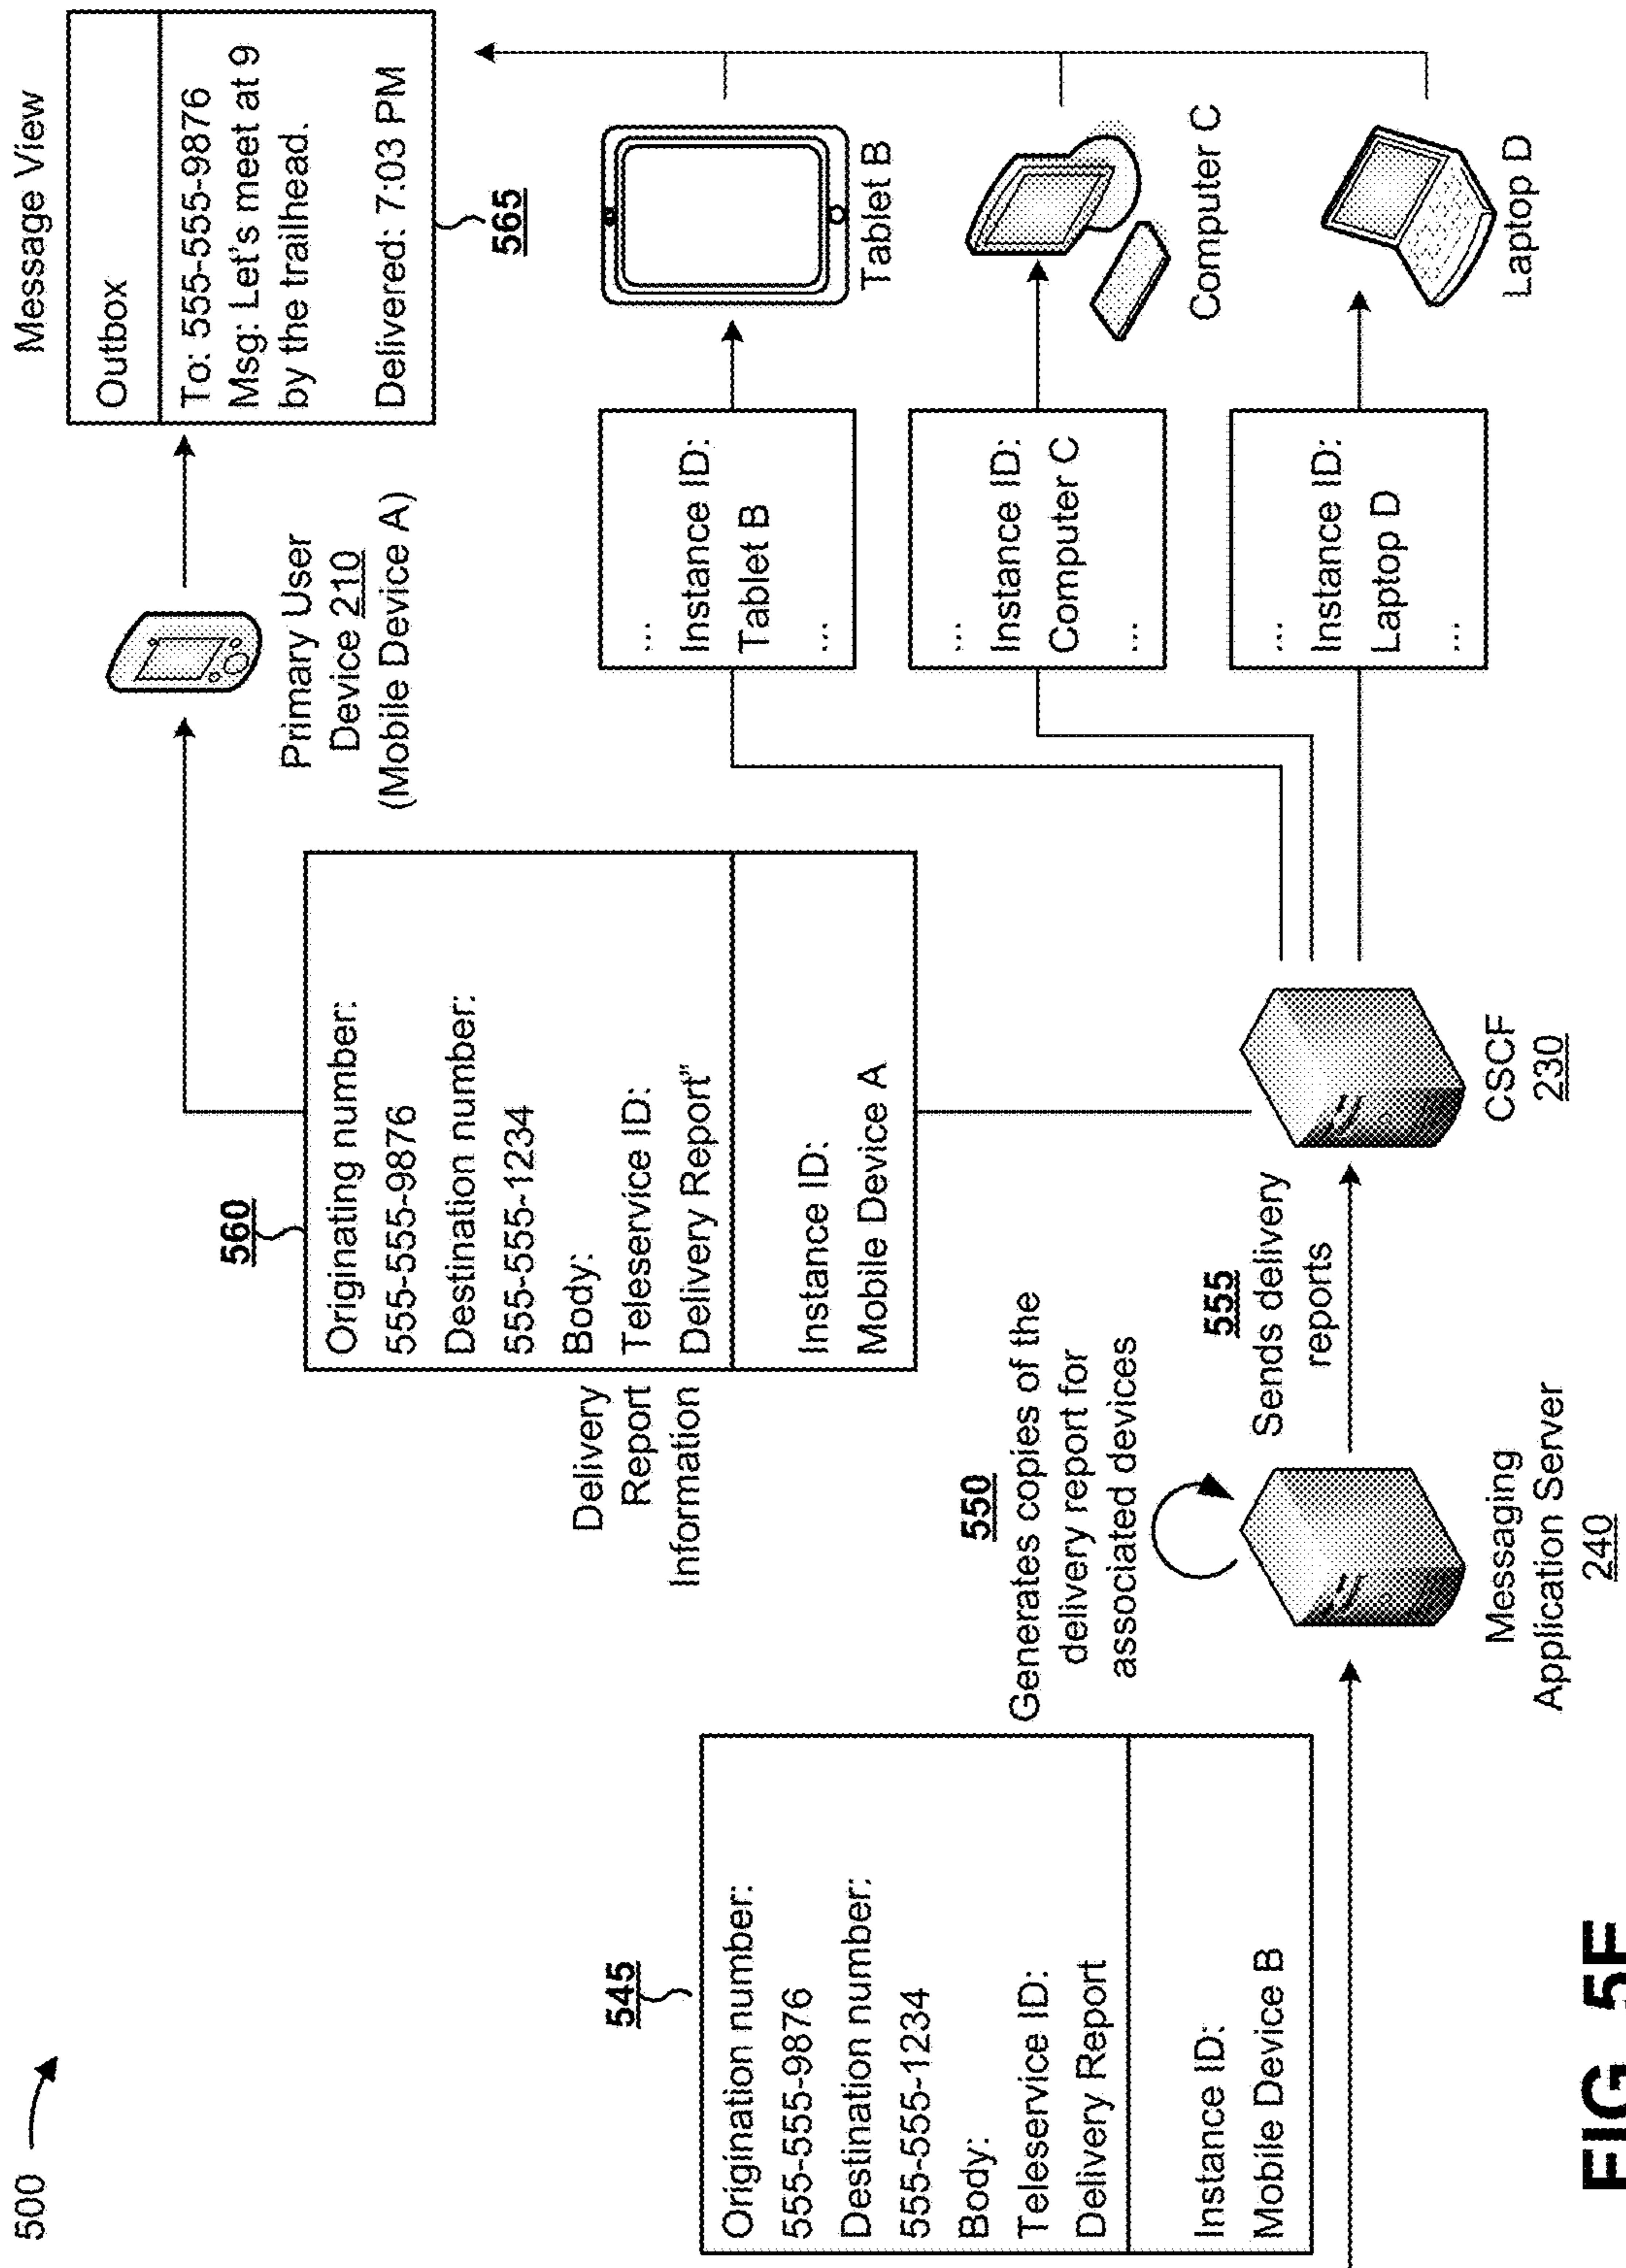 500
Message View
Outbox
To: 555-555-9876
Msg: Let's meet at 9
by the trailhead.
Delivered: 7:03 PM
565
Primary User
Device 210
(Mobile Device A)
560
Originating number:
555-555-9876
Destination number:
555-555-1234
Body:
Teleservice ID:
Delivery Report”
Instance ID:
Mobile Device A
Delivery
Report
Information
...
Instance ID:
Tablet B
...
Tablet B
...
Instance ID:
Computer C
...
Computer C
...
Instance ID:
Laptop D
...
Laptop D
545
Origination number:
555-555-9876
Destination number:
555-555-1234
Body:
Teleservice ID:
Delivery Report
Instance ID:
Mobile Device B
550
Generates copies of the
delivery report for
associated devices
555
Sends delivery
reports
Messaging
Application Server
240
CSCF
230
FIG